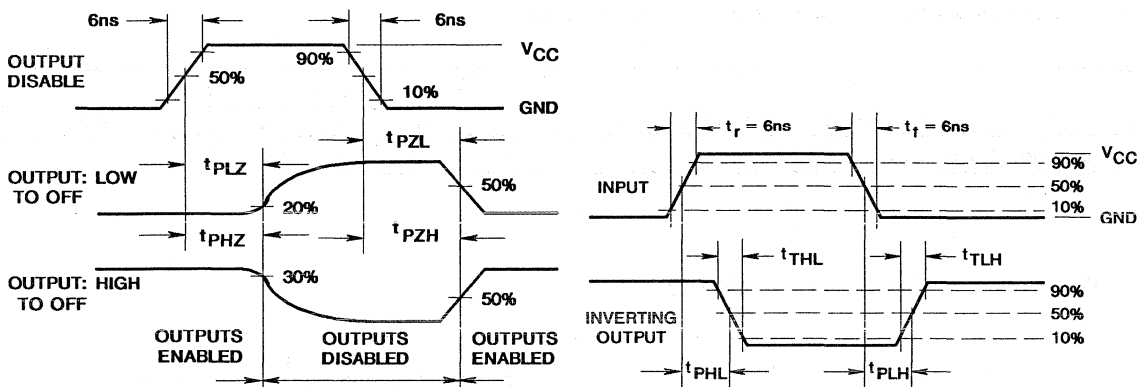 6ns
6ns
OUTPUT
DISABLE
50%
90%
10%
VCC
GND
tPZL
tPLZ
OUTPUT: LOW
TO OFF
20%
50%
tPHZ
tPZH
OUTPUT: HIGH
TO OFF
30%
50%
OUTPUTS
ENABLED
OUTPUTS
DISABLED
OUTPUTS
ENABLED
tr = 6ns
tf = 6ns
INPUT
VCC
90%
50%
10%
GND
tTHL
tTLH
INVERTING
OUTPUT
90%
50%
10%
tPHL
tPLH